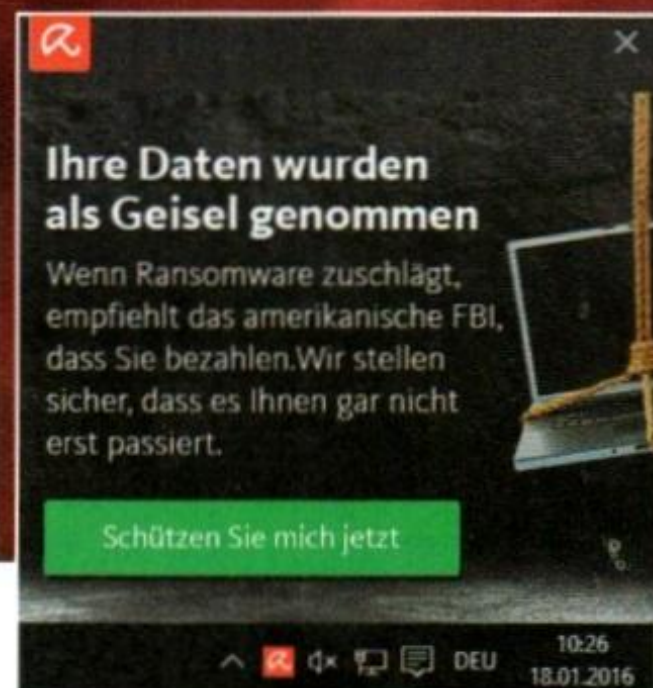 Ihre Daten wurden
als Geisel genommen
Wenn Ransomware zuschlägt,
empfiehlt das amerikanische FBI,
dass Sie bezahlen.Wir stellen
sicher, dass es Ihnen gar nicht
erst passiert.
Schützen Sie mich jetzt
DEU
10:26
18.01.2016